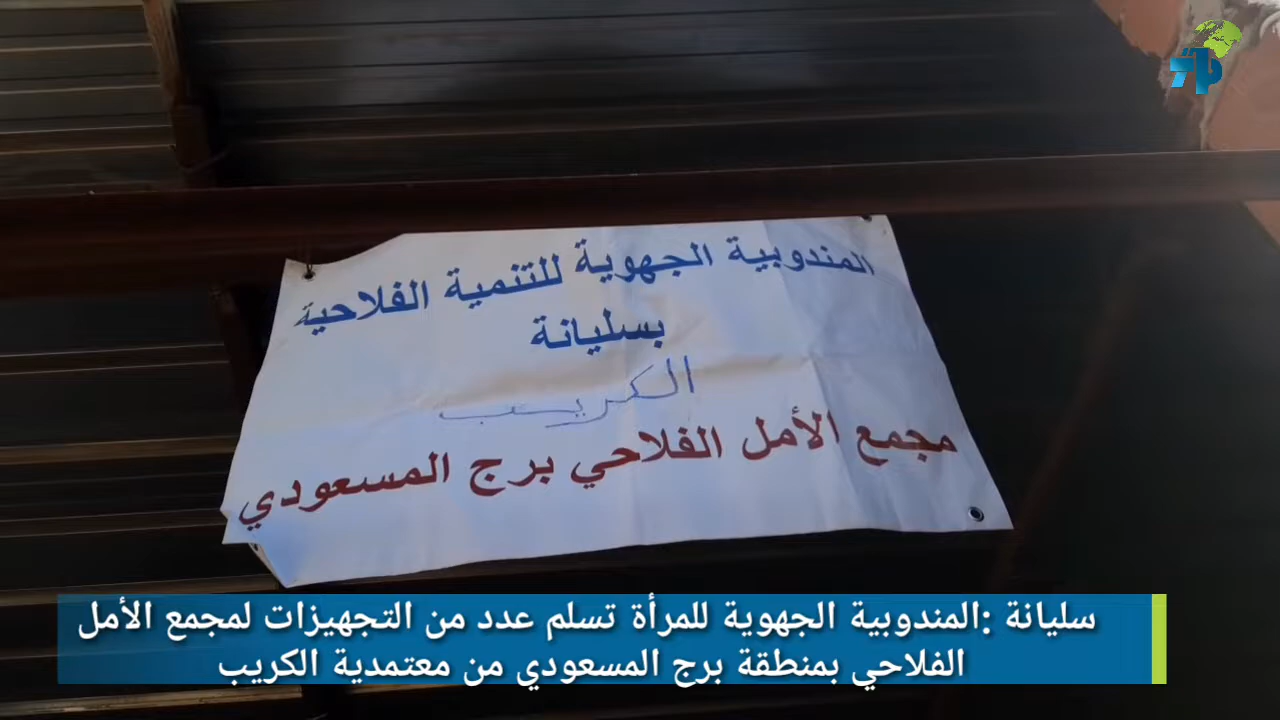 المندوبية الجهوية للتنمية الفلاحية
بسليانة
الكريب
مجمع الأمل الفلاحي برج المسعودي
سليانة :المندوبية الجهوية للمرأة تسلم عدد من التجهيزات لمجمع الأمل
الفلاحي بمنطقة برج المسعودي من معتمدية الكريب